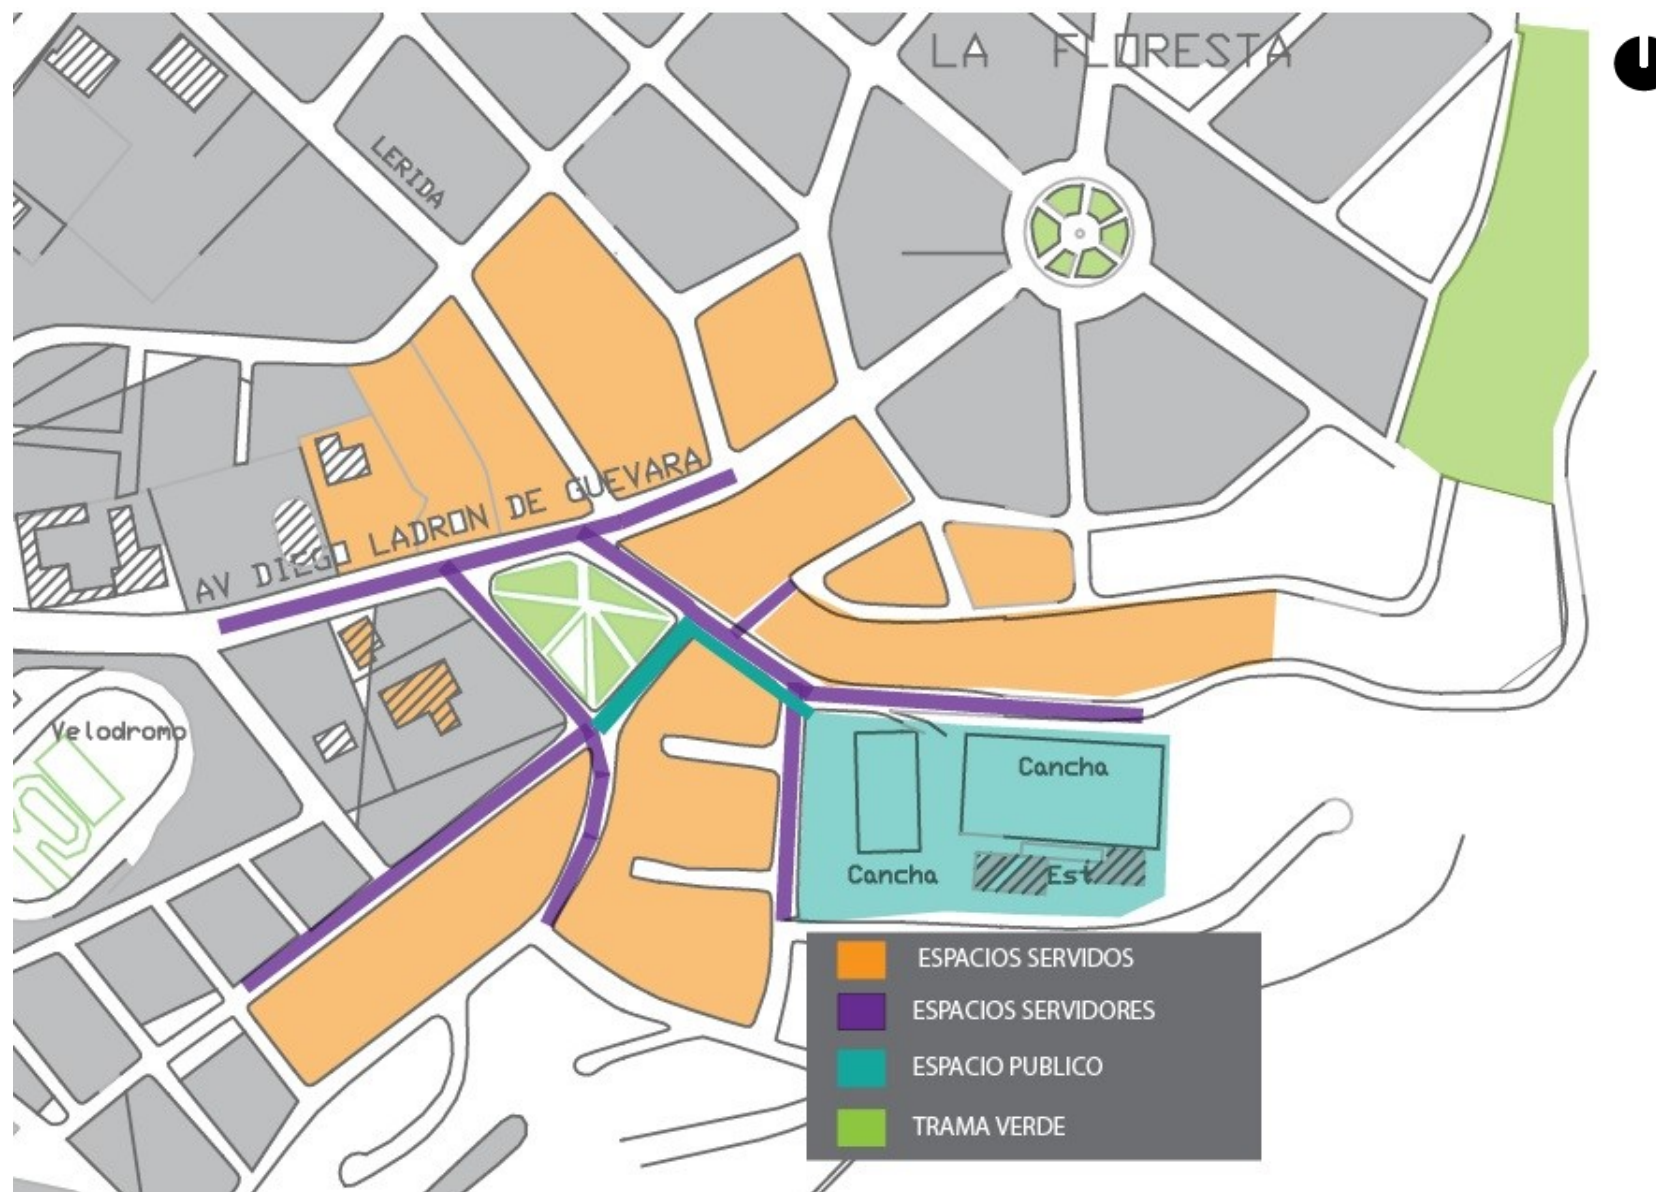 LA FLORESTA
LERIDA
AV DIEGO LADRON DE GUEVARA
Velodromo
Cancha
Cancha
Est
ESPACIOS SERVIDOS
ESPACIOS SERVIDORES
ESPACIO PUBLICO
TRAMA VERDE